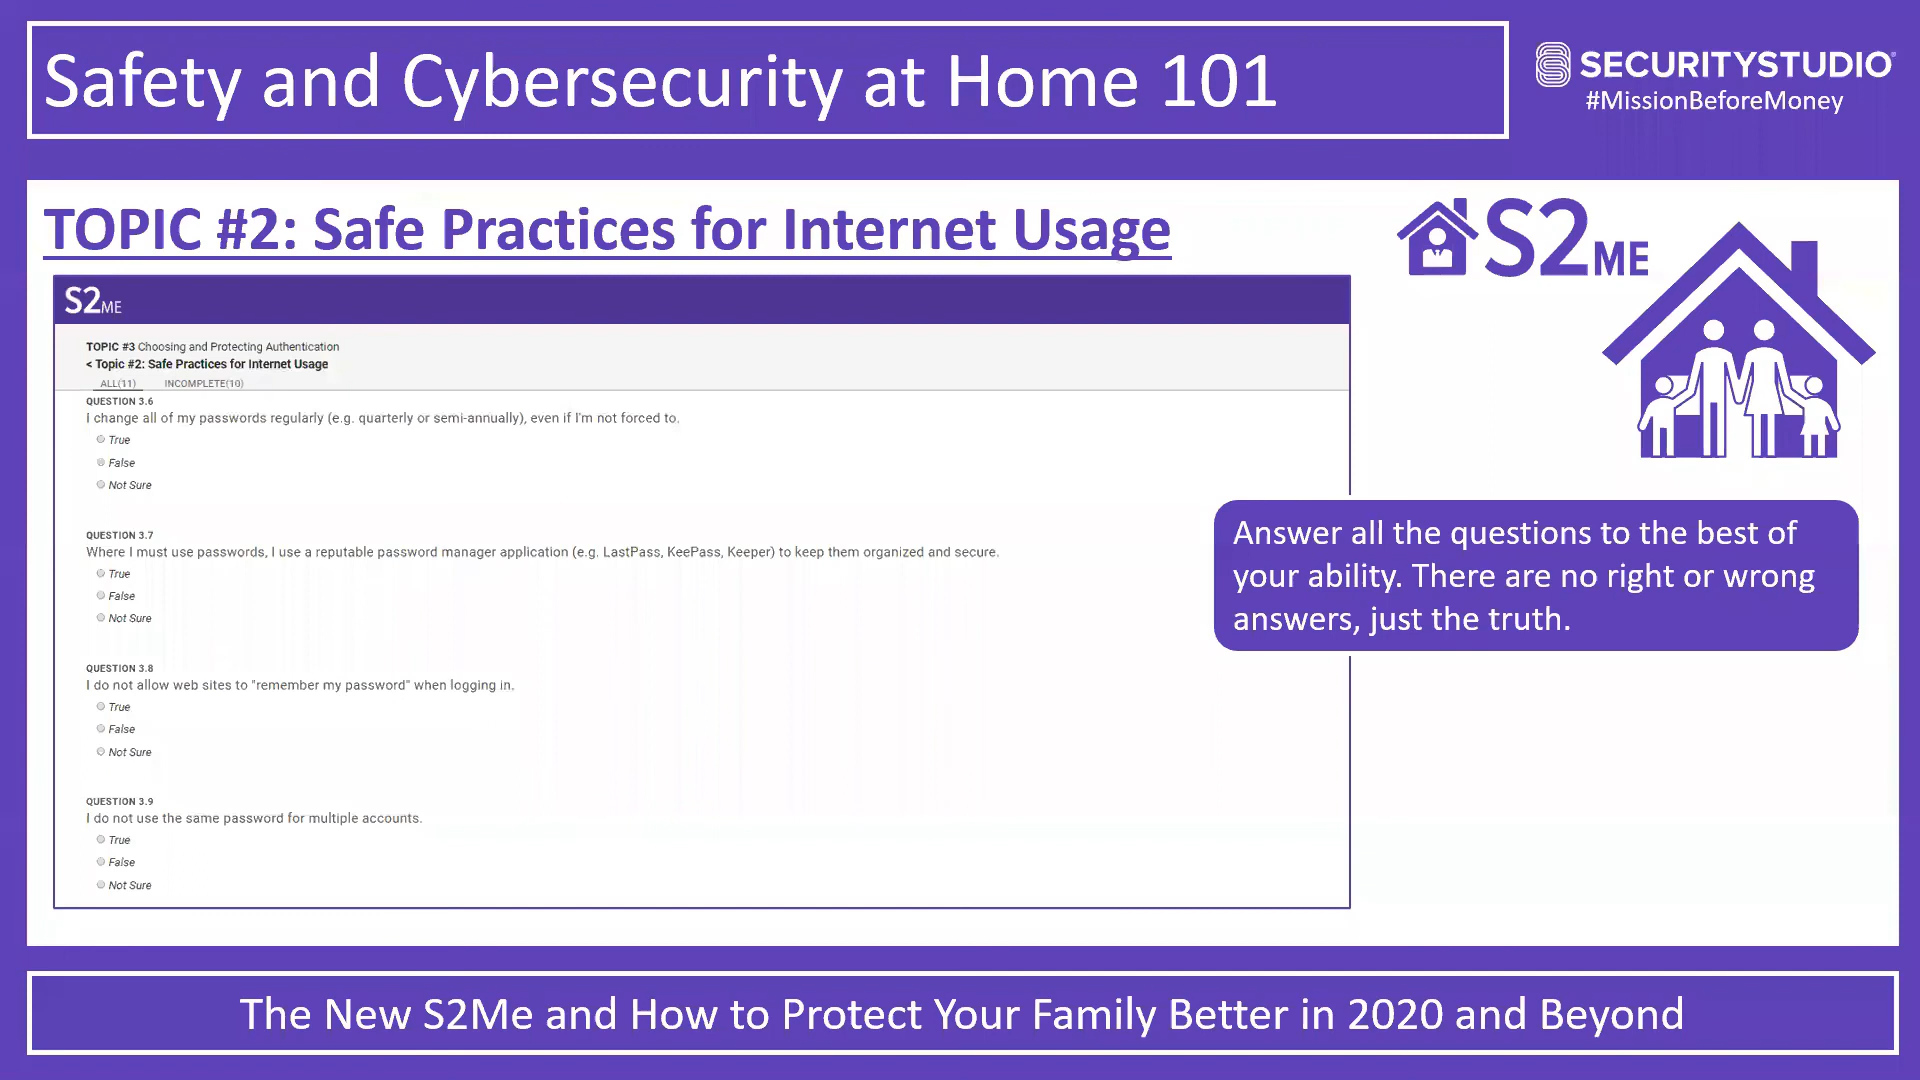 Safety and Cybersecurity at Home 101
SECURITYSTUDIO
#MissionBeforeMoney
TOPIC #2: Safe Practices for Internet Usage
S2ME
S2ME
TOPIC #3 Choosing and Protecting Authentication
< Topic #2: Safe Practices for Internet Usage
ALL(11) INCOMPLETE(10)
QUESTION 3.6
I change all of my passwords regularly (e.g. quarterly or semi-annually), even if I'm not forced to.
True
False
Not Sure
QUESTION 3.7
Where I must use passwords, I use a reputable password manager application (e.g. LastPass, KeePass, Keeper) to keep them organized and secure.
True
False
Not Sure
QUESTION 3.8
I do not allow web sites to "remember my password" when logging in.
True
False
Not Sure
QUESTION 3.9
I do not use the same password for multiple accounts.
True
False
Not Sure
Answer all the questions to the best of
your ability. There are no right or wrong
answers, just the truth.
The New S2Me and How to Protect Your Family Better in 2020 and Beyond